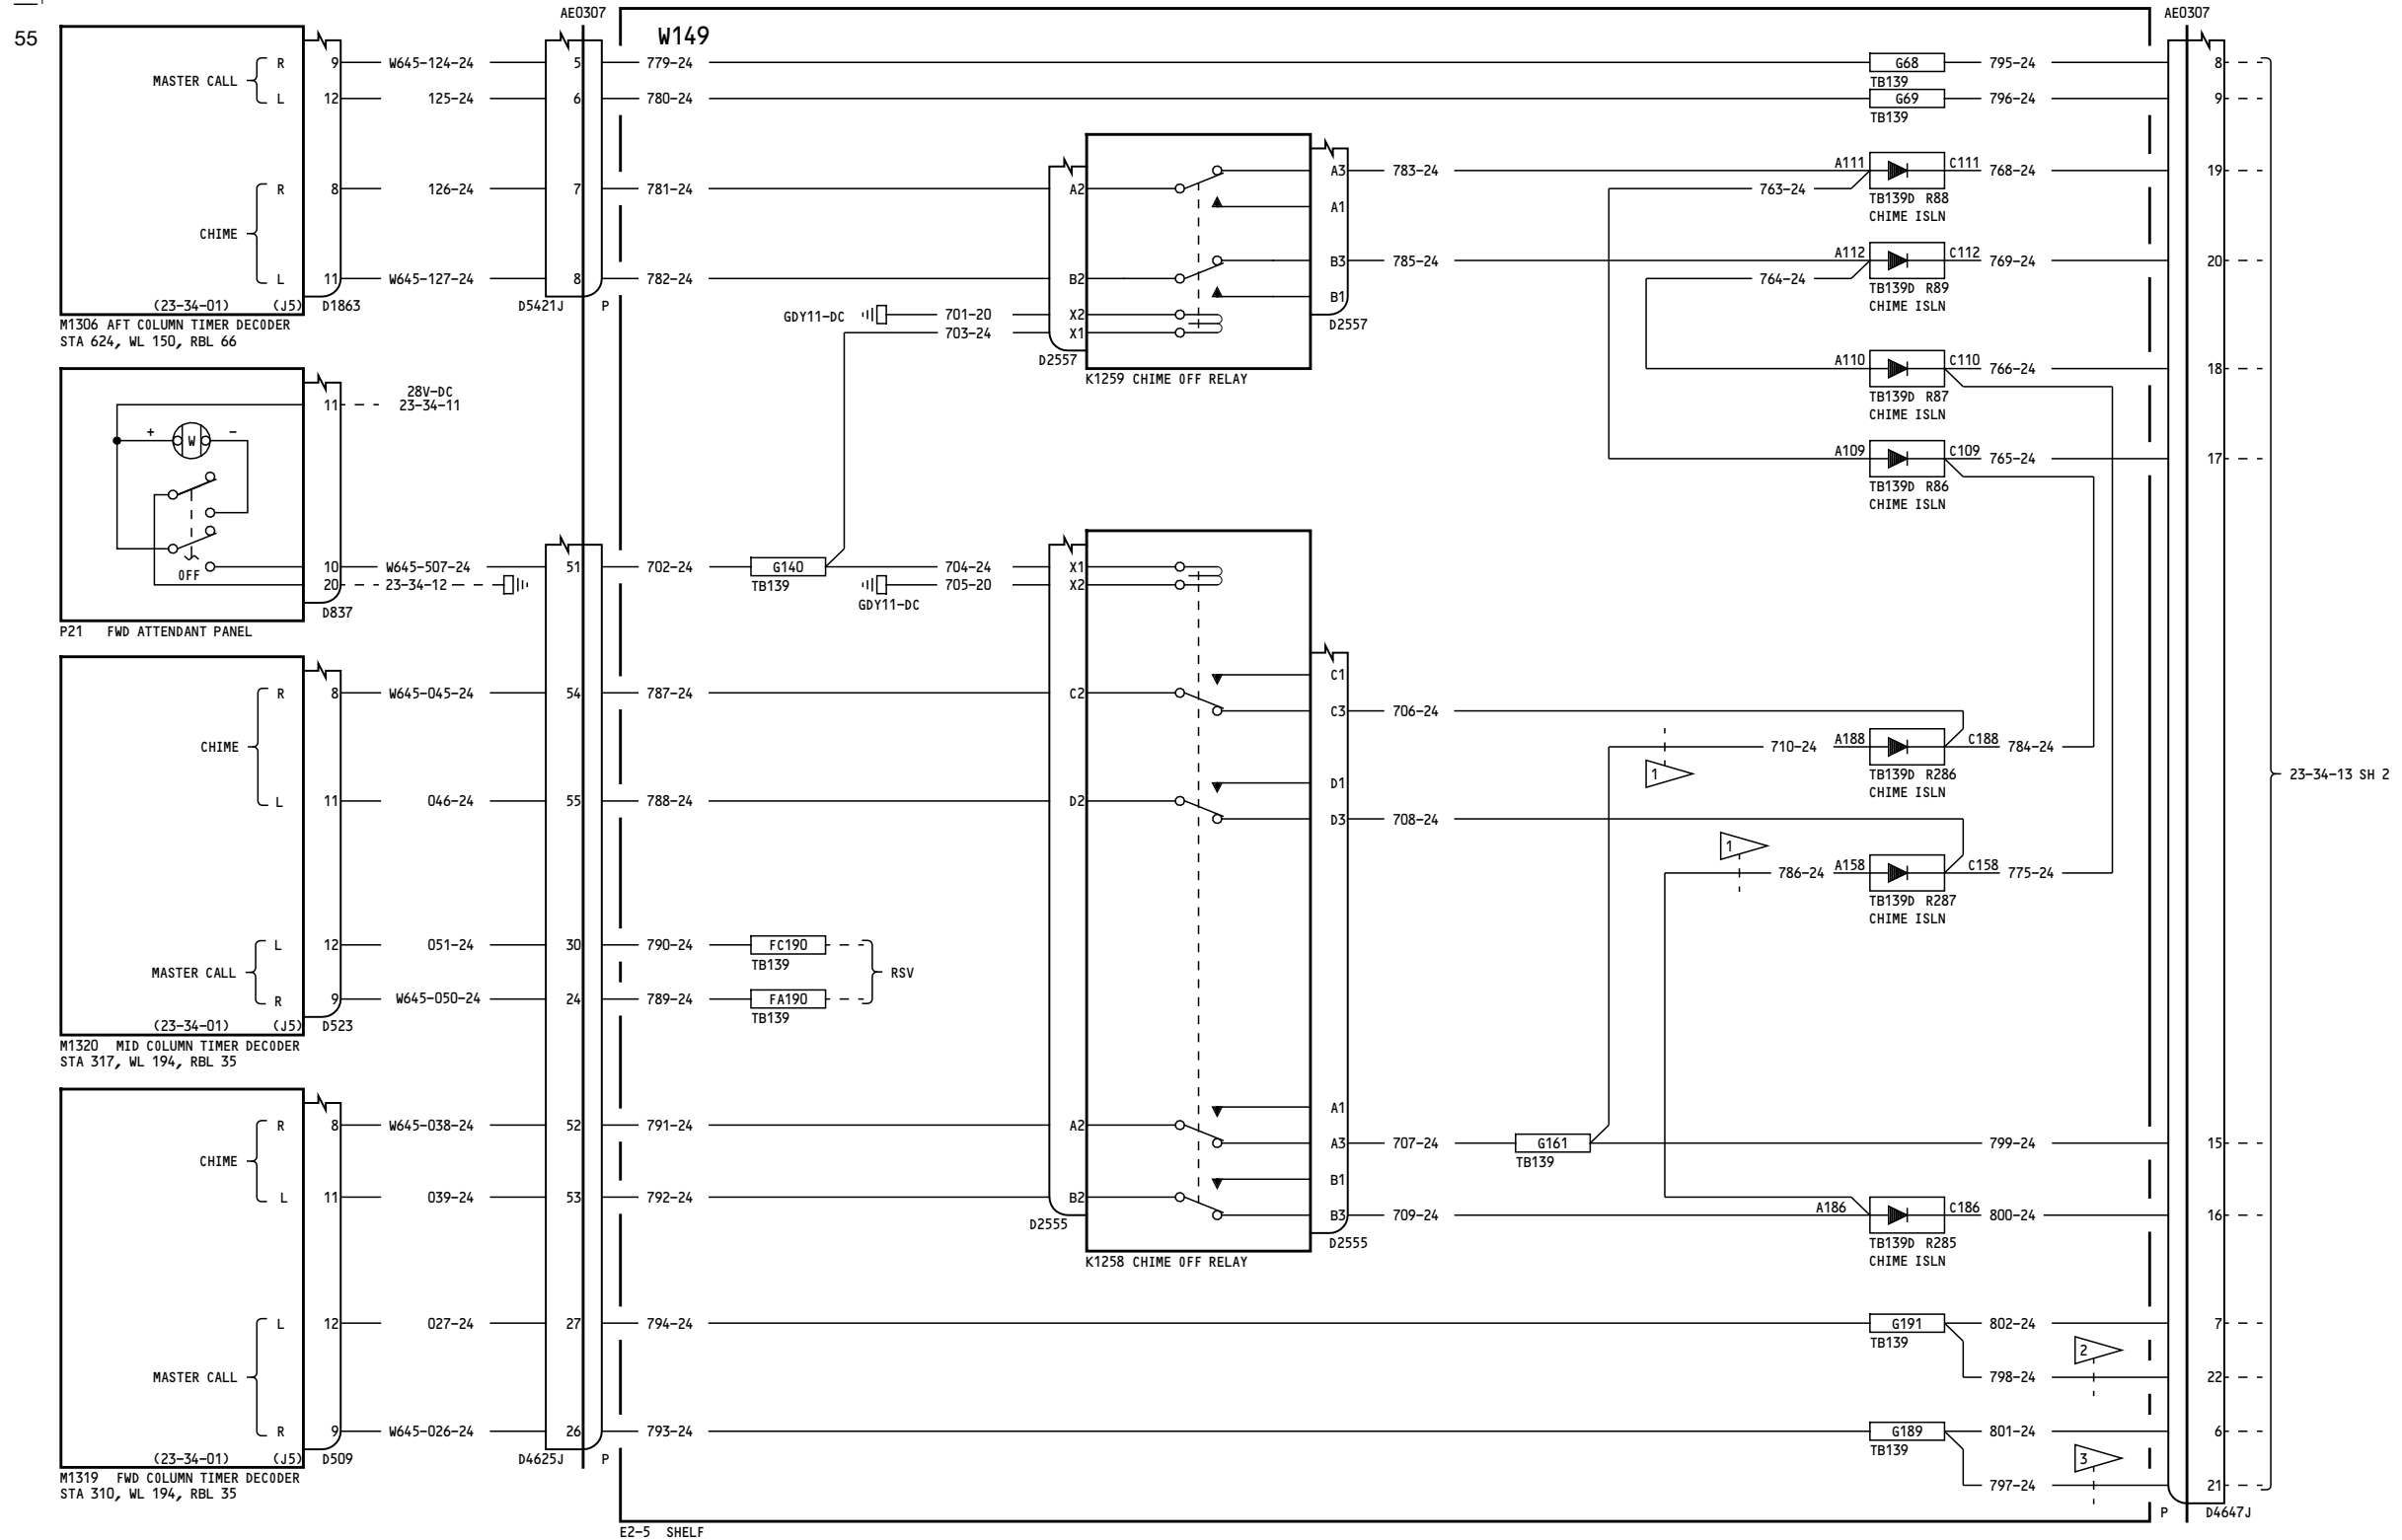 55
AE0307
AE0307
W149
MASTER CALL
R 9 W645-124-24 5 779-24 G68 795-24 8
TB139
L 12 125-24 6 780-24 G69 796-24 9
TB139
A3 783-24 A111 C111 768-24 19
CHIME
R 8 126-24 7 781-24 A2 763-24
TB139D R88
CHIME ISLN
A1
B3 785-24 A112 C112 769-24 20
L 11 W645-127-24 8 782-24 B2 764-24
TB139D R89
CHIME ISLN
B1
(23-34-01) (J5) D1863 D5421J P
GDY11-DC 701-20 X2
703-24 X1
D2557
D2557
M1306 AFT COLUMN TIMER DECODER
STA 624, WL 150, RBL 66
K1259 CHIME OFF RELAY
A110 C110 766-24 18
TB139D R87
CHIME ISLN
11 28V-DC
23-34-11
+ W -
A109 C109 765-24 17
TB139D R86
CHIME ISLN
OFF
10 W645-507-24 51 702-24 G140 704-24 X1
TB139
20 23-34-12 705-20 X2
GDY11-DC
D837
P21 FWD ATTENDANT PANEL
C1
CHIME
R 8 W645-045-24 54 787-24 C2
C3 706-24
710-24 A188 C188 784-24
1
TB139D R286
CHIME ISLN
23-34-13 SH 2
D1
L 11 046-24 55 788-24 D2
D3 708-24
1
786-24 A158 C158 775-24
TB139D R287
CHIME ISLN
MASTER CALL
L 12 051-24 30 790-24 FC190
TB139
RSV
R 9 W645-050-24 24 789-24 FA190
TB139
(23-34-01) (J5) D523
M1320 MID COLUMN TIMER DECODER
STA 317, WL 194, RBL 35
A1
CHIME
R 8 W645-038-24 52 791-24 A2
A3 707-24 G161 799-24 15
TB139
B1
L 11 039-24 53 792-24 B2
B3 709-24 A186 C186 800-24 16
D2555
D2555
TB139D R285
CHIME ISLN
K1258 CHIME OFF RELAY
MASTER CALL
L 12 027-24 27 794-24 G191 802-24 7
TB139
2
798-24 22
R 9 W645-026-24 26 793-24 G189 801-24 6
TB139
3
797-24 21
(23-34-01) (J5) D509 D4625J P
M1319 FWD COLUMN TIMER DECODER
STA 310, WL 194, RBL 35
P D4647J
E2-5 SHELF